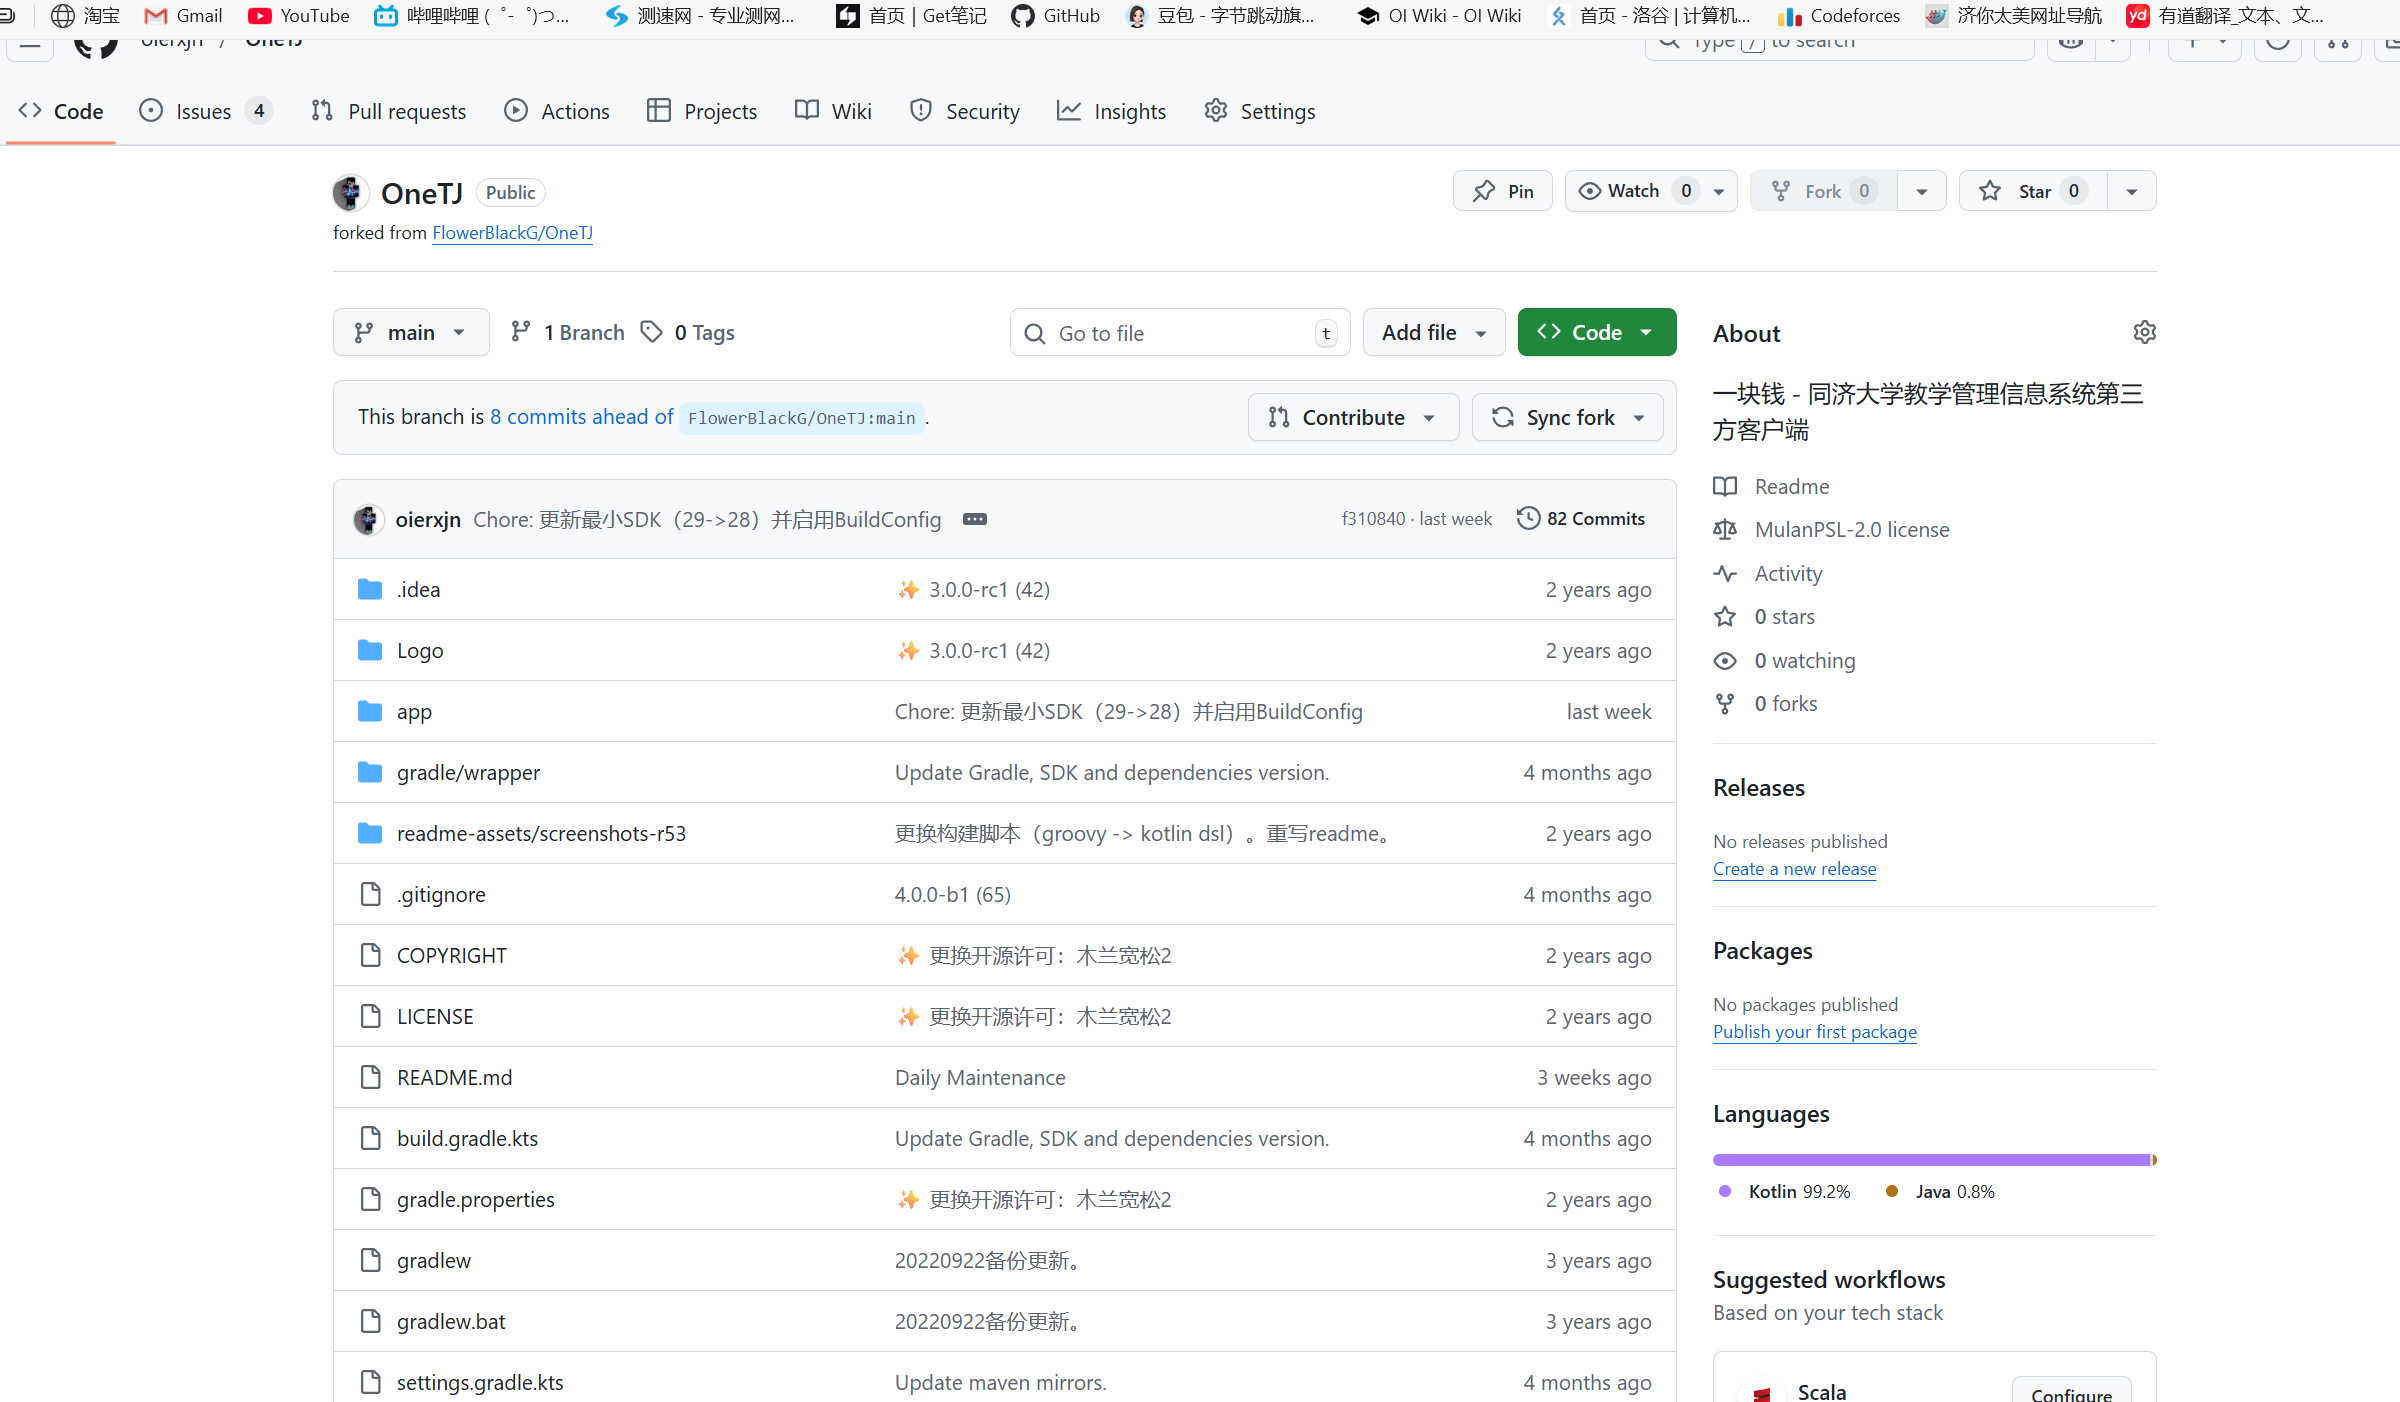 淘宝 Gmail YouTube 哔哩哔哩 (゜-゜)つ... 测速网 - 专业测网... 首页 | Get笔记 GitHub 豆包 - 字节跳动旗... OI Wiki - OI Wiki 首页 - 洛谷 | 计算机... Codeforces 济你太美网址导航 有道翻译_文本、文...
oierxjn / OneTJ Type / to search
Code Issues 4 Pull requests Actions Projects Wiki Security Insights Settings
OneTJ Public Pin Watch 0 Fork 0 Star 0
forked from FlowerBlackG/OneTJ
main 1 Branch 0 Tags Go to file t Add file Code
This branch is 8 commits ahead of FlowerBlackG/OneTJ:main. Contribute Sync fork
oierxjn Chore: 更新最小SDK（29->28）并启用BuildConfig f310840 · last week 82 Commits
.idea ✨ 3.0.0-rc1 (42) 2 years ago
Logo ✨ 3.0.0-rc1 (42) 2 years ago
app Chore: 更新最小SDK（29->28）并启用BuildConfig last week
gradle/wrapper Update Gradle, SDK and dependencies version. 4 months ago
readme-assets/screenshots-r53 更换构建脚本（groovy -> kotlin dsl）。重写readme。 2 years ago
.gitignore 4.0.0-b1 (65) 4 months ago
COPYRIGHT ✨ 更换开源许可：木兰宽松2 2 years ago
LICENSE ✨ 更换开源许可：木兰宽松2 2 years ago
README.md Daily Maintenance 3 weeks ago
build.gradle.kts Update Gradle, SDK and dependencies version. 4 months ago
gradle.properties ✨ 更换开源许可：木兰宽松2 2 years ago
gradlew 20220922备份更新。 3 years ago
gradlew.bat 20220922备份更新。 3 years ago
settings.gradle.kts Update maven mirrors. 4 months ago
About
一块钱 - 同济大学教学管理信息系统第三
方客户端
Readme
MulanPSL-2.0 license
Activity
0 stars
0 watching
0 forks
Releases
No releases published
Create a new release
Packages
No packages published
Publish your first package
Languages
Kotlin 99.2% Java 0.8%
Suggested workflows
Based on your tech stack
Scala Configure